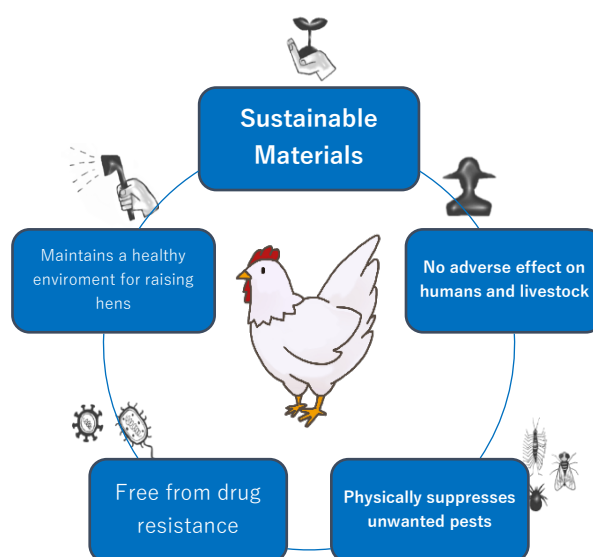 Sustainable
Materials
Maintains a healthy
enviroment for raising
hens
No adverse effect on
humans and livestock
Free from drug
resistance
Physically suppresses
unwanted pests